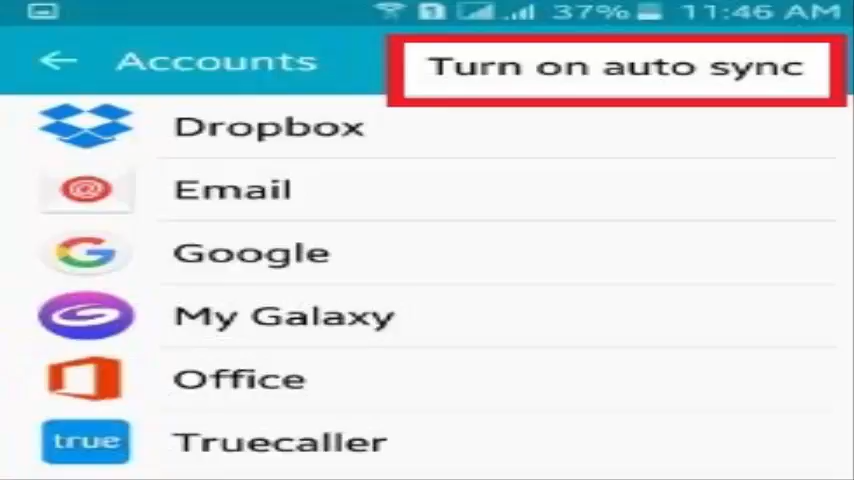 37% 11:46 AM
Accounts
Turn on auto sync
Dropbox
Email
Google
My Galaxy
Office
true
Truecaller